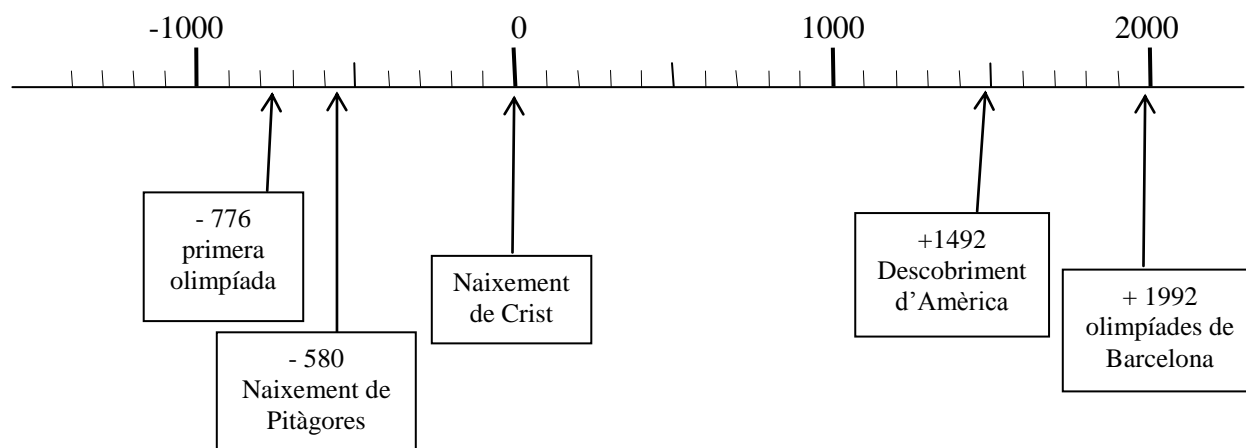 -1000 0 1000 2000
- 776
primera
olimpíada
- 580
Naixement de
Pitàgores
Naixement
de Crist
+1492
Descobriment
d’Amèrica
+ 1992
olimpíades de
Barcelona